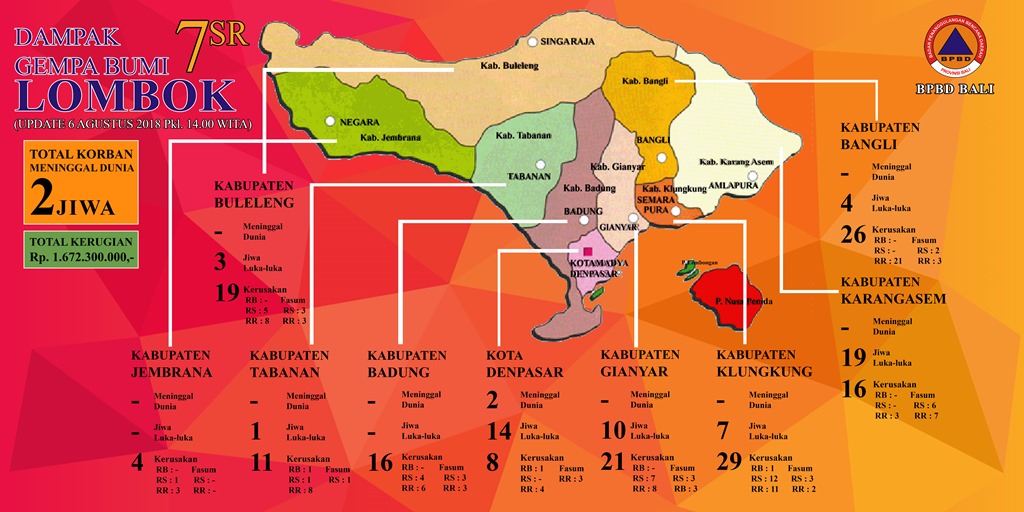 DAMPAK
GEMPA BUMI
7SR
LOMBOK
(UPDATE 6 AGUSTUS 2018 Pkl. 14.00 WITA)
TOTAL KORBAN
MENINGGAL DUNIA
2 JIWA
TOTAL KERUGIAN
Rp. 1.672.300.000,-
BADAN PENANGGULANGAN BENCANA DAERAH
BPBD
PROVINSI BALI
BPBD BALI
SINGARAJA
Kab. Buleleng
Kab. Bangli
NEGARA
Kab. Jembrana
Kab. Tabanan
BANGLI
Kab. Gianyar
Kab. Karang Asem
TABANAN
Kab. Badung
Kab. Klungkung
AMLAPURA
SEMARA
PURA
BADUNG
GIANYAR
KOTAMADYA
DENPASAR
P. Nusa Penida
KABUPATEN
BULELENG
- Meninggal
Dunia
3 Jiwa
Luka-luka
19 Kerusakan
RB : - Fasum
RS : 5 RS : 3
RR : 8 RR : 3
KABUPATEN
BANGLI
- Meninggal
Dunia
4 Jiwa
Luka-luka
26 Kerusakan
RB : - Fasum
RS : - RS : 2
RR : 21 RR : 3
KABUPATEN
KARANGASEM
- Meninggal
Dunia
19 Jiwa
Luka-luka
16 Kerusakan
RB : - Fasum
RS : - RS : 6
RR : 3 RR : 7
KABUPATEN
JEMBRANA
- Meninggal
Dunia
- Jiwa
Luka-luka
4 Kerusakan
RB : - Fasum
RS : 1 RS : -
RR : 3 RR : -
KABUPATEN
TABANAN
- Meninggal
Dunia
1 Jiwa
Luka-luka
11 Kerusakan
RB : 1 Fasum
RS : 1 RS : 1
RR : 8
KABUPATEN
BADUNG
- Meninggal
Dunia
- Jiwa
Luka-luka
16 Kerusakan
RB : - Fasum
RS : 4 RS : 3
RR : 6 RR : 3
KOTA
DENPASAR
2 Meninggal
Dunia
14 Jiwa
Luka-luka
8 Kerusakan
RB : 1 Fasum
RS : - RR : 3
RR : 4
KABUPATEN
GIANYAR
- Meninggal
Dunia
10 Jiwa
Luka-luka
21 Kerusakan
RB : - Fasum
RS : 7 RS : 3
RR : 8 RB : 3
KABUPATEN
KLUNGKUNG
- Meninggal
Dunia
7 Jiwa
Luka-luka
29 Kerusakan
RB : 1 Fasum
RS : 12 RS : 3
RR : 11 RR : 2